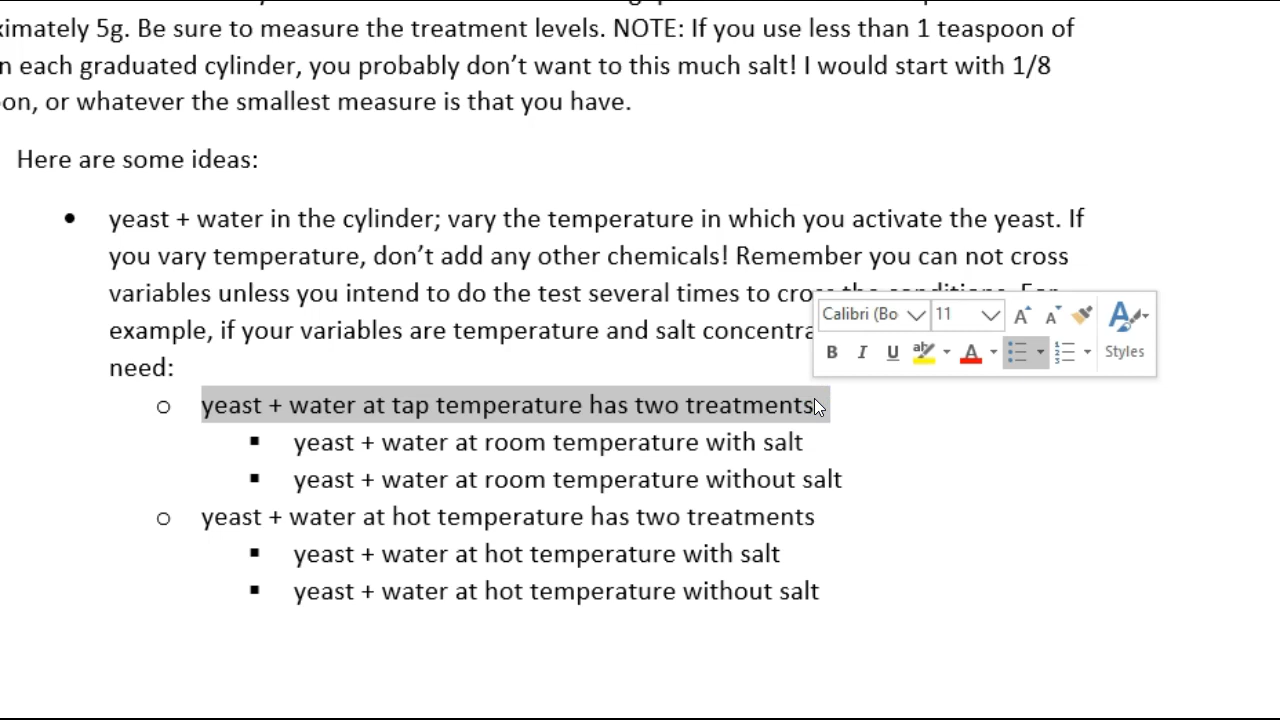 ximately 5g. Be sure to measure the treatment levels. NOTE: If you use less than 1 teaspoon of
n each graduated cylinder, you probably don't want to this much salt! I would start with 1/8
on, or whatever the smallest measure is that you have.
Here are some ideas:
• yeast + water in the cylinder; vary the temperature in which you activate the yeast. If
you vary temperature, don't add any other chemicals! Remember you can not cross
variables unless you intend to do the test several times to cross the conditions. For
example, if your variables are temperature and salt concentra
need:
o yeast + water at tap temperature has two treatments
▪ yeast + water at room temperature with salt
▪ yeast + water at room temperature without salt
o yeast + water at hot temperature has two treatments
▪ yeast + water at hot temperature with salt
▪ yeast + water at hot temperature without salt
Calibri (Bo 11 A A A
B I U aby A Styles